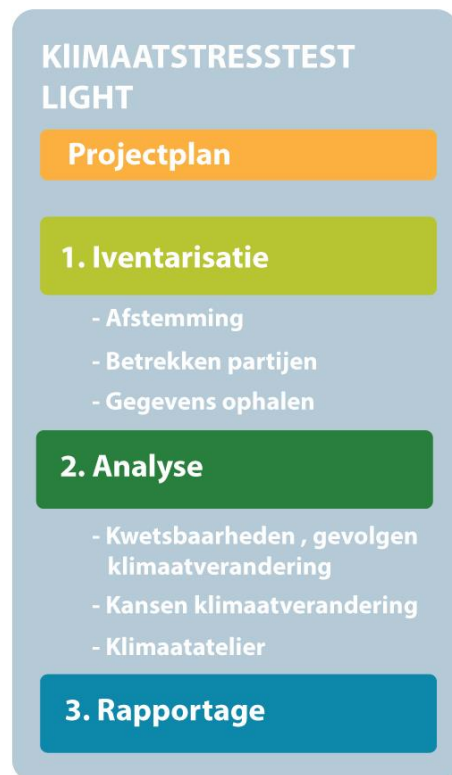 KlIMAATSTRESSTEST
LIGHT
Projectplan
1. Iventarisatie
- Afstemming
- Betrekken partijen
- Gegevens ophalen
2. Analyse
- Kwetsbaarheden , gevolgen
klimaatverandering
- Kansen klimaatverandering
- Klimaatatelier
3. Rapportage